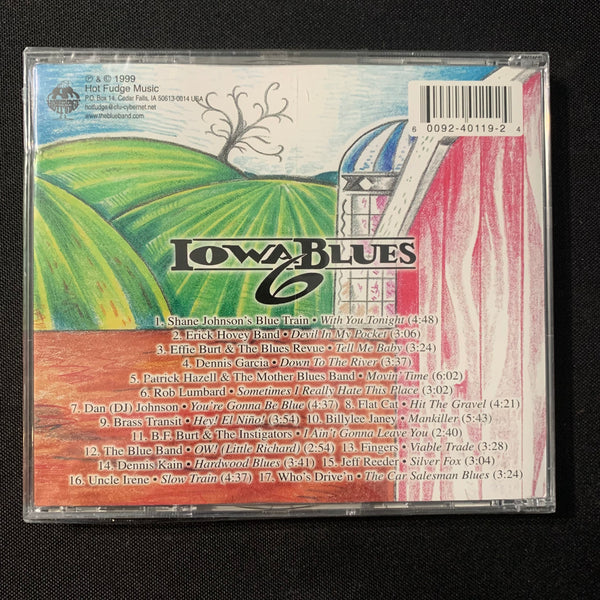 ℗ & © 1999
Hot Fudge Music
P.O. Box 14, Cedar Falls, IA 50613-0014 USA
hotfudge@cfu-cybernet.net
www.theblueband.com
6 0092-40119-2 4
IOWA BLUES
6
1. Shane Johnson's Blue Train • With You Tonight (4:48)
2. Erick Hovey Band • Devil In My Pocket (3:06)
3. Effie Burt & The Blues Revue • Tell Me Baby (3:24)
4. Dennis Garcia • Down To The River (3:37)
5. Patrick Hazell & The Mother Blues Band • Movin' Time (6:02)
6. Rob Lumbard • Sometimes I Really Hate This Place (3:02)
7. Dan (DJ) Johnson • You're Gonna Be Blue (4:37) 8. Flat Cat • Hit The Gravel (4:21)
9. Brass Transit • Hey! El Niño! (3:54) 10. Billylee Janey • Mankiller (5:43)
11. B.F. Burt & The Instigators • I Ain't Gonna Leave You (2:40)
12. The Blue Band • OW! (Little Richard) (2:54) 13. Fingers • Viable Trade (3:28)
14. Dennis Kain • Hardwood Blues (3:41) 15. Jeff Reeder • Silver Fox (3:04)
16. Uncle Irene • Slow Train (4:37) 17. Who's Drive'n • The Car Salesman Blues (3:24)